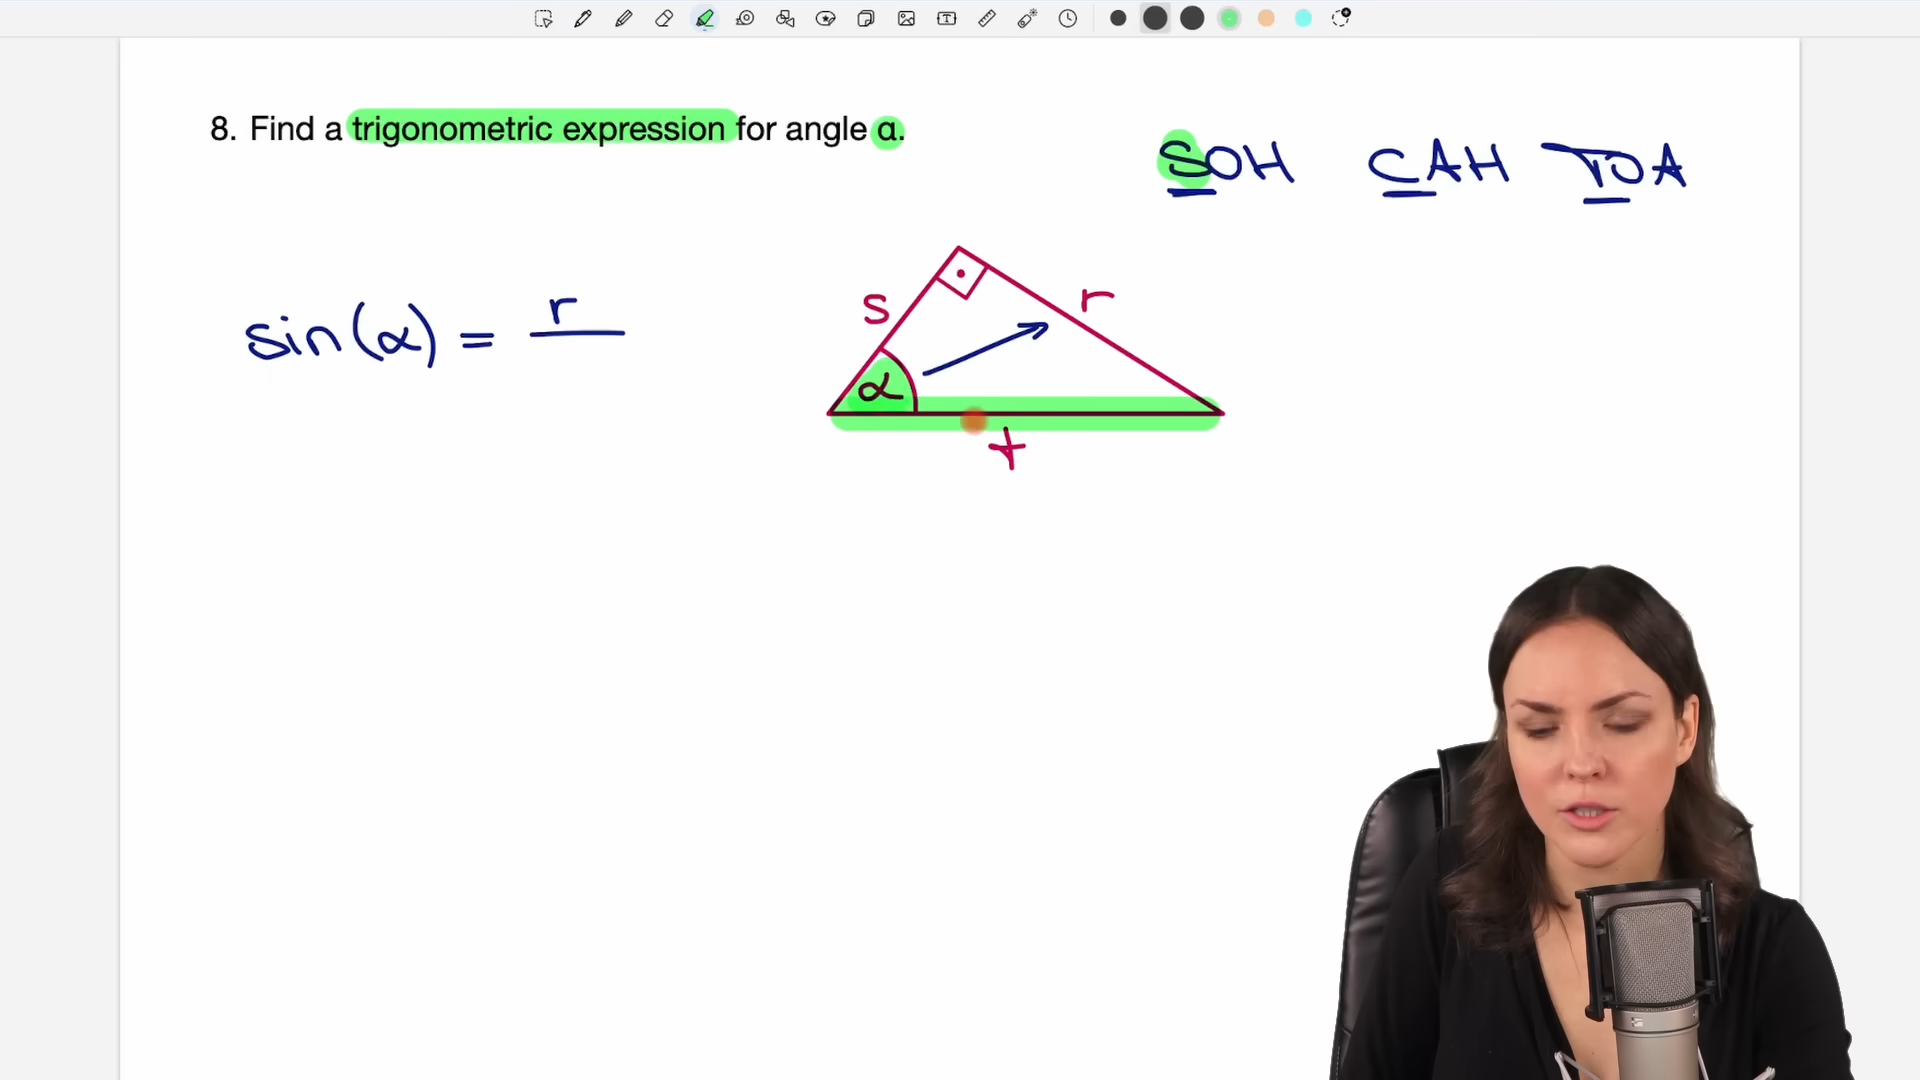 8. Find a trigonometric expression for angle α.
SOH CAH TOA
sin(α) = r
s
r
α
t